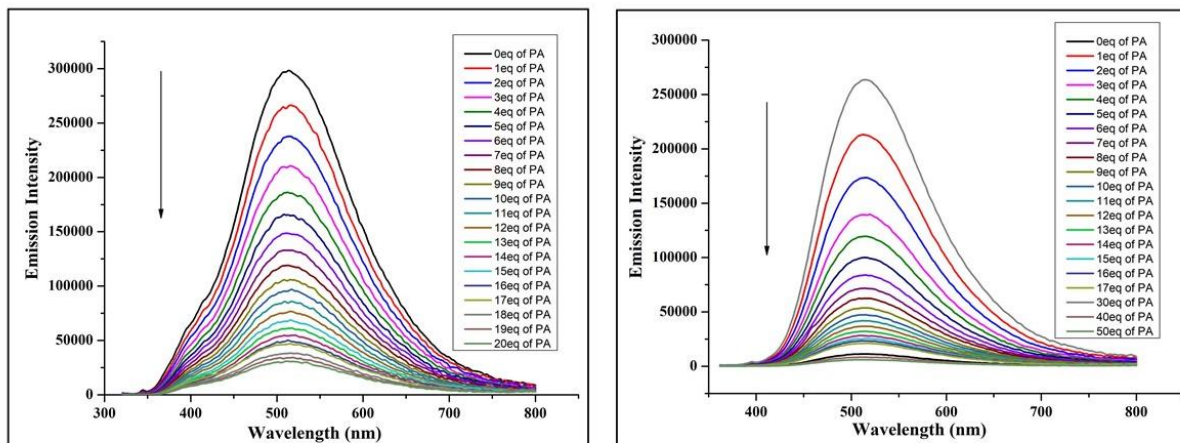 300000
250000
200000
150000
100000
50000
0
Emission Intensity
300
400
500
600
700
800
Wavelength (nm)
0eq of PA
1eq of PA
2eq of PA
3eq of PA
4eq of PA
5eq of PA
6eq of PA
7eq of PA
8eq of PA
9eq of PA
10eq of PA
11eq of PA
12eq of PA
13eq of PA
14eq of PA
15eq of PA
16eq of PA
17eq of PA
18eq of PA
19eq of PA
20eq of PA
300000
250000
200000
150000
100000
50000
0
Emission Intensity
400
500
600
700
800
Wavelength (nm)
0eq of PA
1eq of PA
2eq of PA
3eq of PA
4eq of PA
5eq of PA
6eq of PA
7eq of PA
8eq of PA
9eq of PA
10eq of PA
11eq of PA
12eq of PA
13eq of PA
14eq of PA
15eq of PA
16eq of PA
17eq of PA
30eq of PA
40eq of PA
50eq of PA